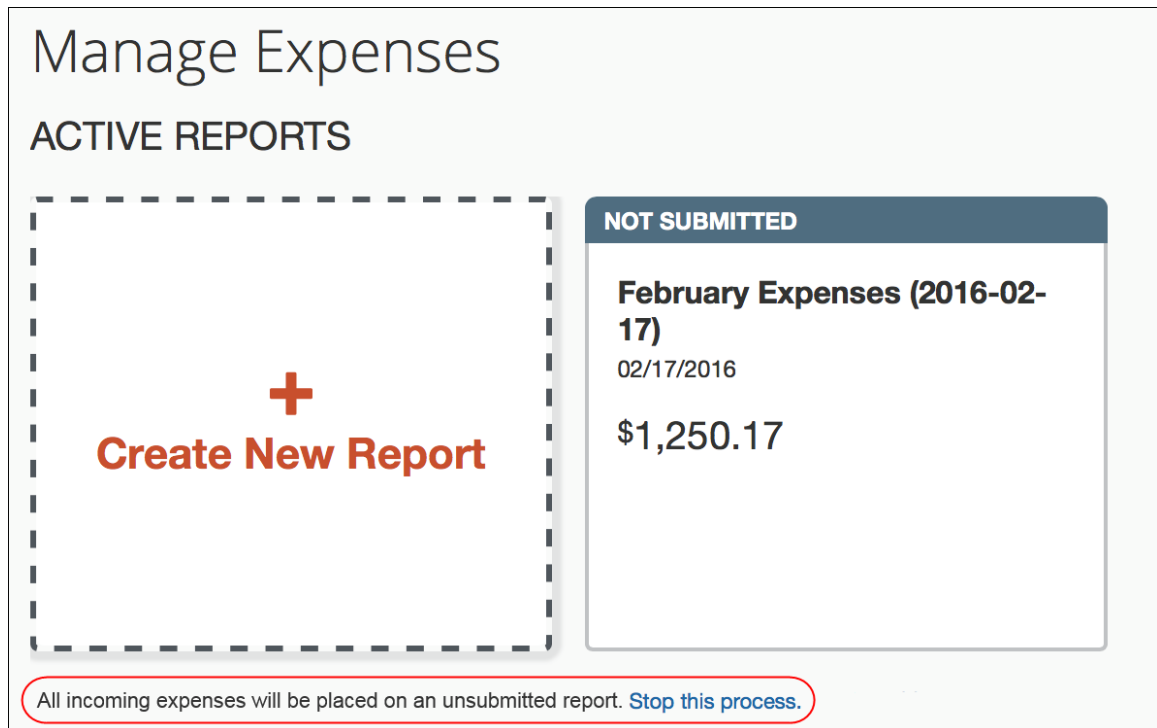 Manage Expenses
ACTIVE REPORTS
+
Create New Report
NOT SUBMITTED
February Expenses (2016-02-
17)
02/17/2016
$1,250.17
All incoming expenses will be placed on an unsubmitted report. Stop this process.